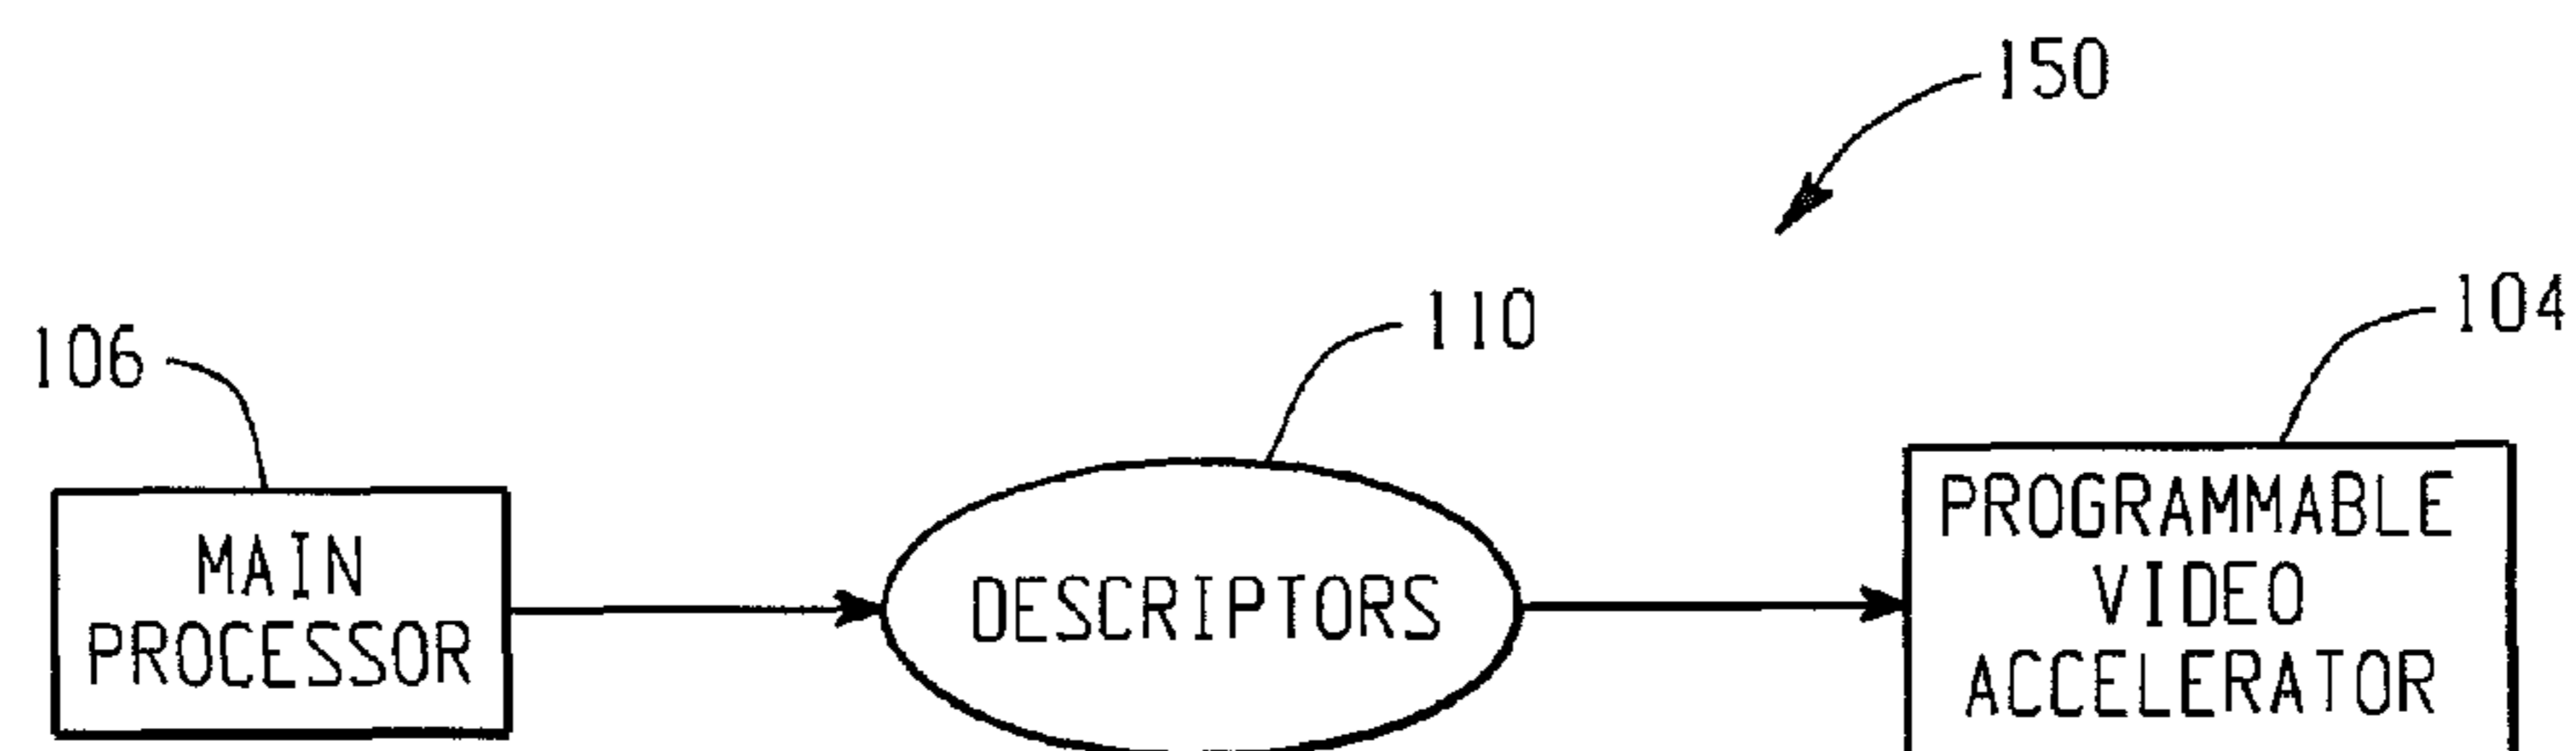 150
110
104
106
MAIN
PROCESSOR
DESCRIPTORS
PROGRAMMABLE
VIDEO
ACCELERATOR